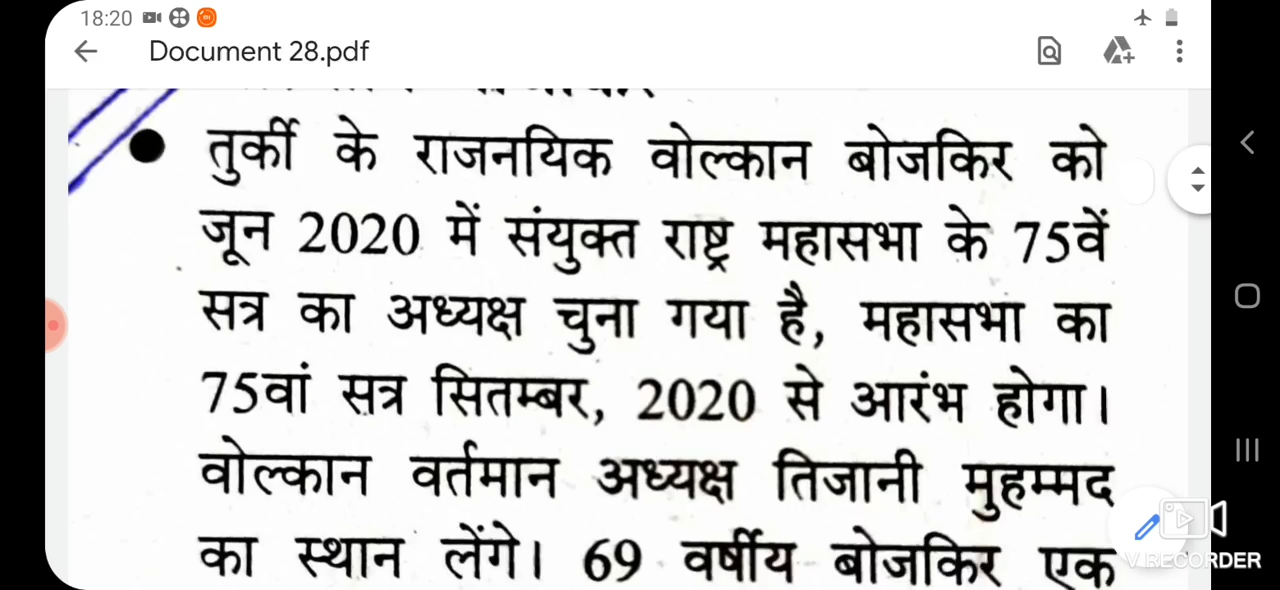 18:20
Document 28.pdf
तुर्की के राजनयिक वोल्कान बोजकिर को
जून 2020 में संयुक्त राष्ट्र महासभा के 75वें
सत्र का अध्यक्ष चुना गया है, महासभा का
75वां सत्र सितम्बर, 2020 से आरंभ होगा।
वोल्कान वर्तमान अध्यक्ष तिजानी मुहम्मद
का स्थान लेंगे। 69 वर्षीय बोजकिर एक
V RECORDER